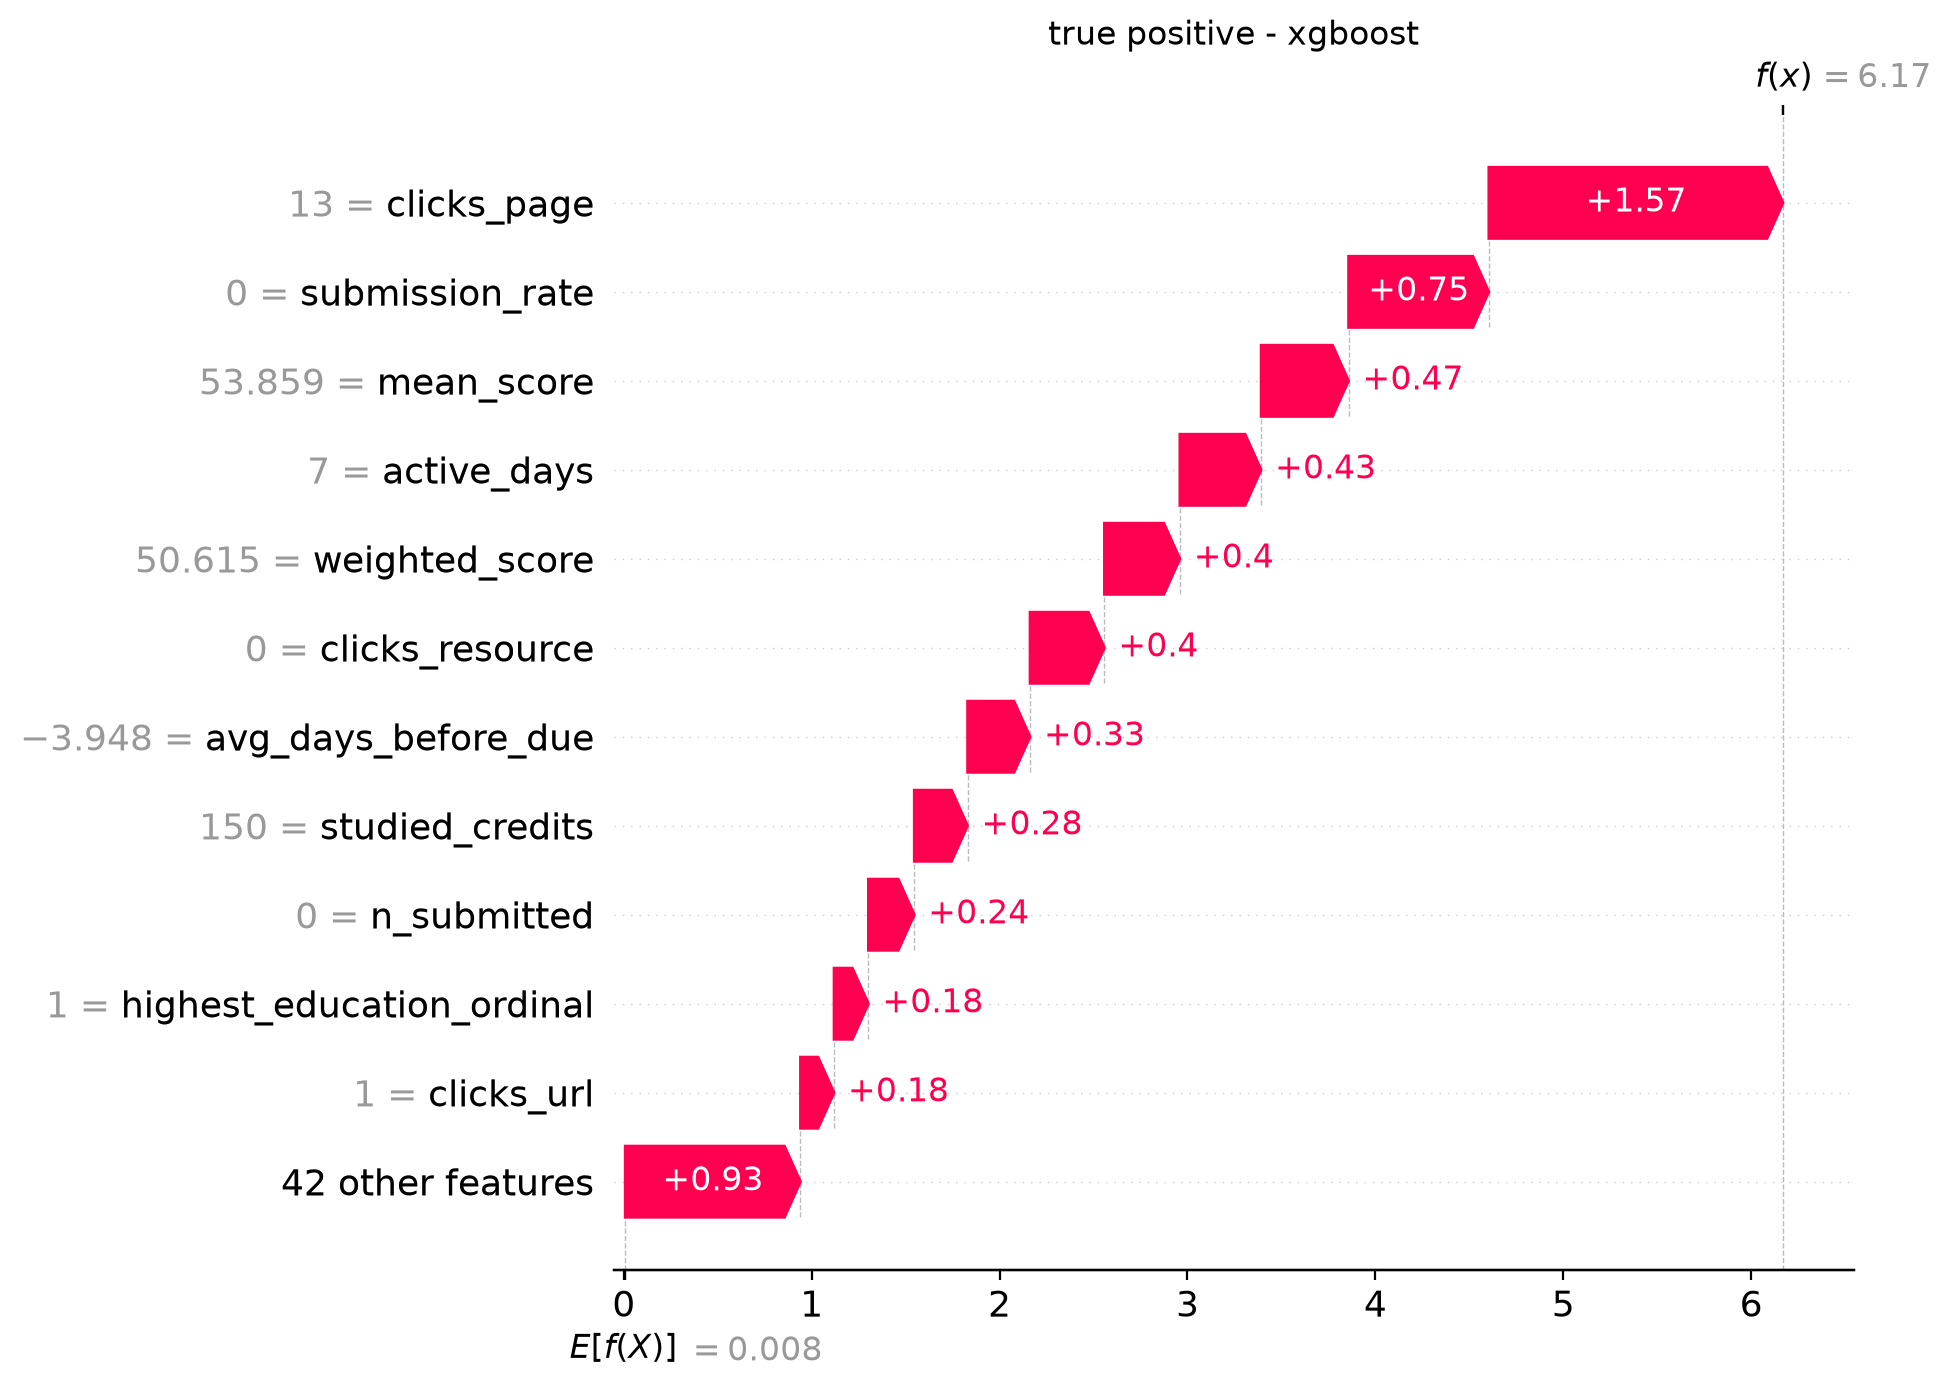 true positive - xgboost
f(x) = 6.17
13 = clicks_page +1.57
0 = submission_rate +0.75
53.859 = mean_score +0.47
7 = active_days +0.43
50.615 = weighted_score +0.4
0 = clicks_resource +0.4
−3.948 = avg_days_before_due +0.33
150 = studied_credits +0.28
0 = n_submitted +0.24
1 = highest_education_ordinal +0.18
1 = clicks_url +0.18
42 other features +0.93
0 1 2 3 4 5 6
E[f(X)] = 0.008